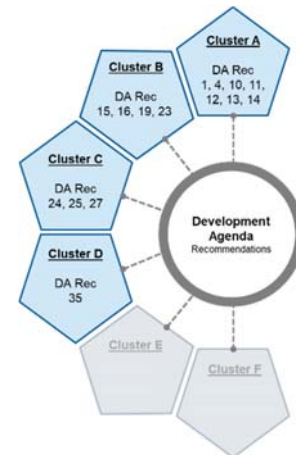 Cluster A
DA Rec
1, 4, 10, 11,
12, 13, 14
Cluster B
DA Rec
15, 16, 19, 23
Cluster C
DA Rec
24, 25, 27
Development
Agenda
Recommendations
Cluster D
DA Rec
35
Cluster E
Cluster F